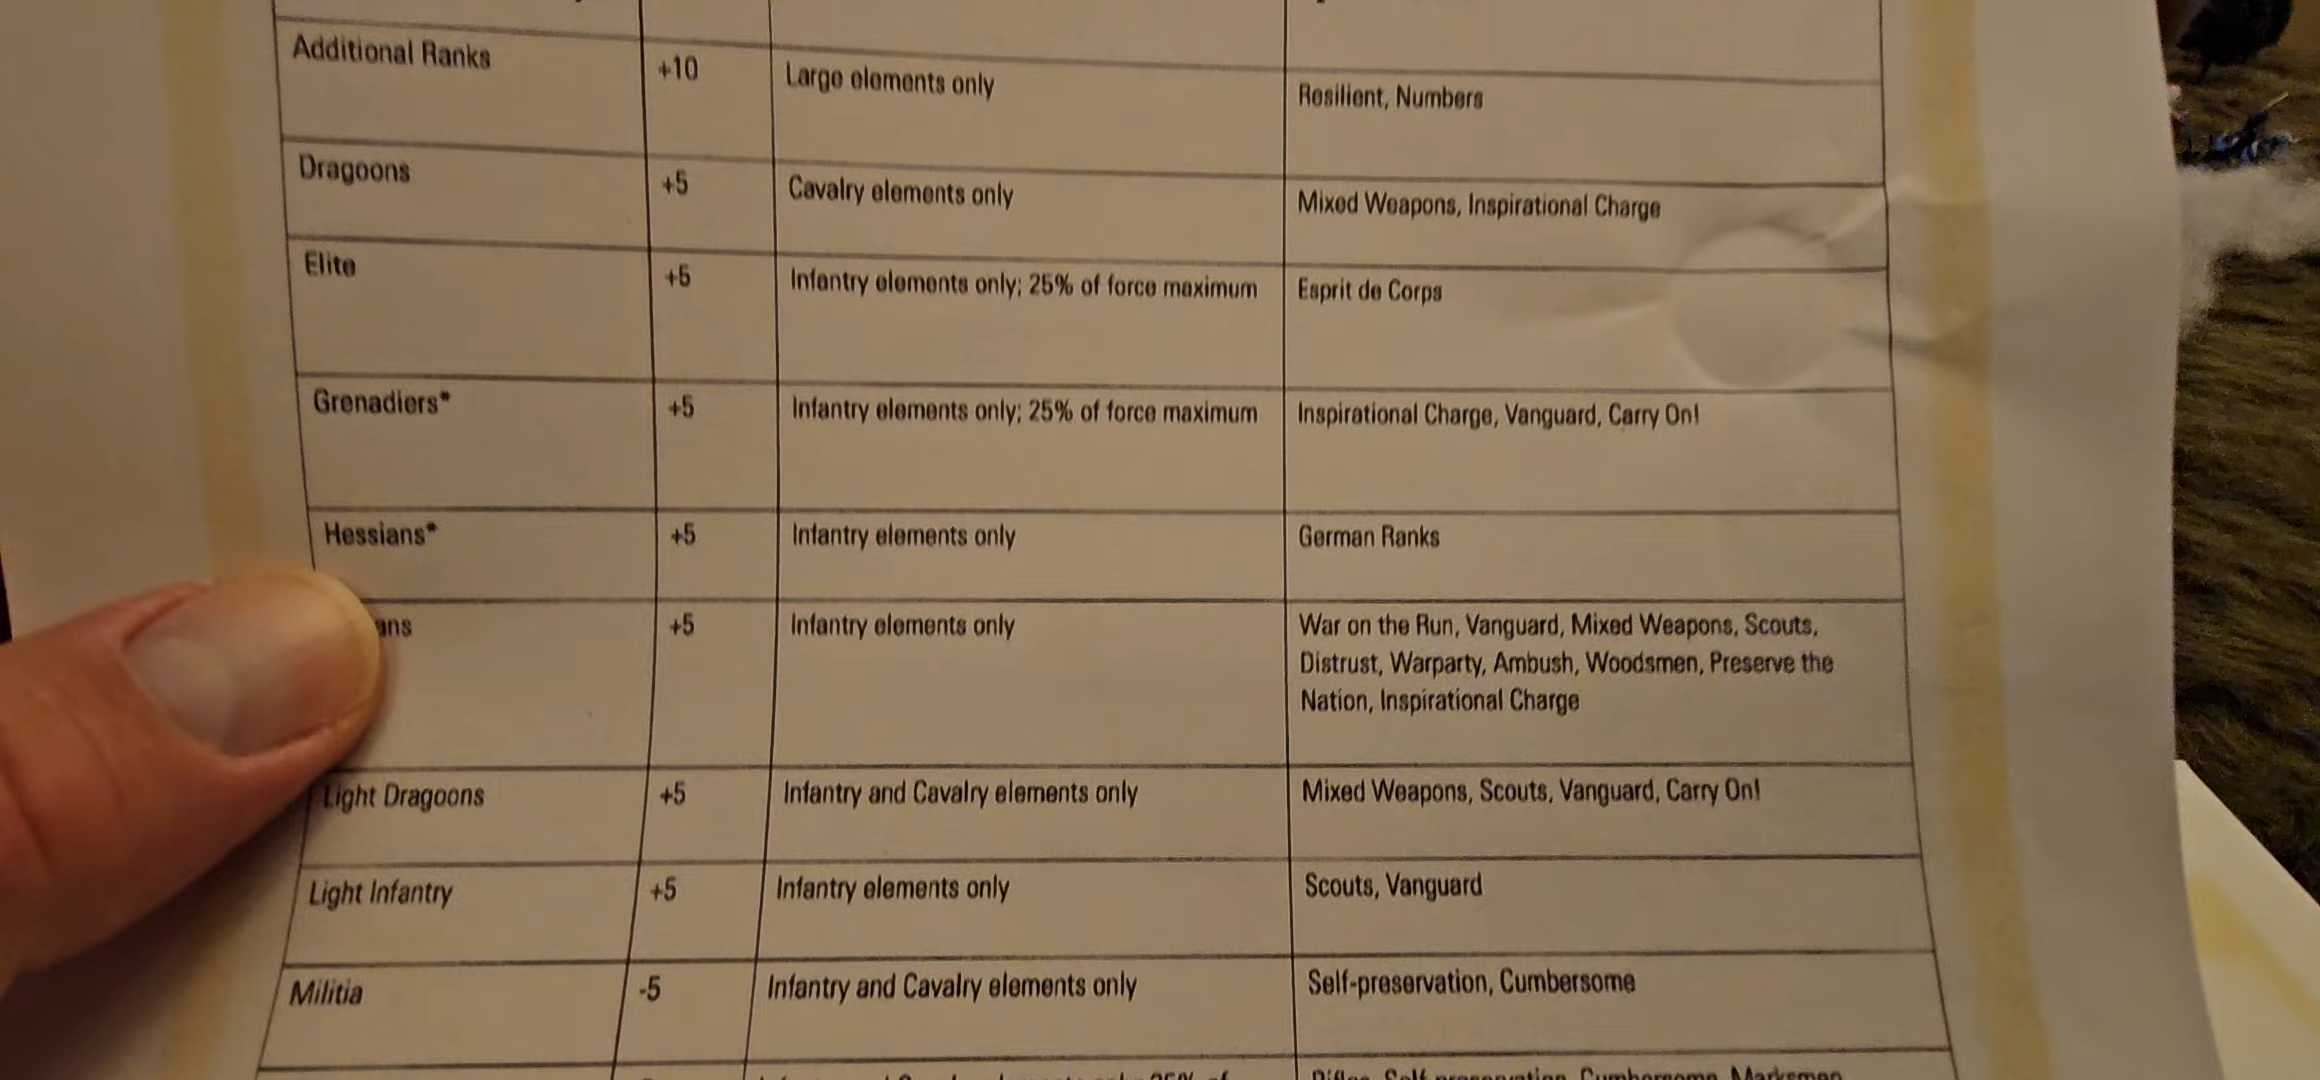 Additional Ranks +10 Large elements only Resilient, Numbers
Dragoons +5 Cavalry elements only Mixed Weapons, Inspirational Charge
Elite +5 Infantry elements only; 25% of force maximum Esprit de Corps
Grenadiers* +5 Infantry elements only; 25% of force maximum Inspirational Charge, Vanguard, Carry On!
Hessians* +5 Infantry elements only German Ranks
ans +5 Infantry elements only War on the Run, Vanguard, Mixed Weapons, Scouts,
Distrust, Warparty, Ambush, Woodsmen, Preserve the
Nation, Inspirational Charge
Light Dragoons +5 Infantry and Cavalry elements only Mixed Weapons, Scouts, Vanguard, Carry On!
Light Infantry +5 Infantry elements only Scouts, Vanguard
Militia -5 Infantry and Cavalry elements only Self-preservation, Cumbersome